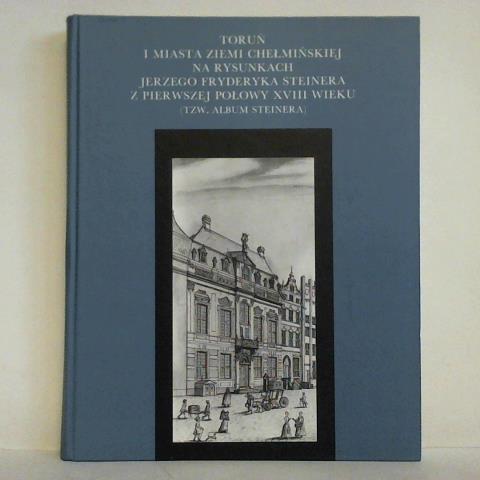 TORUŃ
I MIASTA ZIEMI CHEŁMIŃSKIEJ
NA RYSUNKACH
JERZEGO FRYDERYKA STEINERA
Z PIERWSZEJ POŁOWY XVIII WIEKU
(TZW. ALBUM STEINERA)